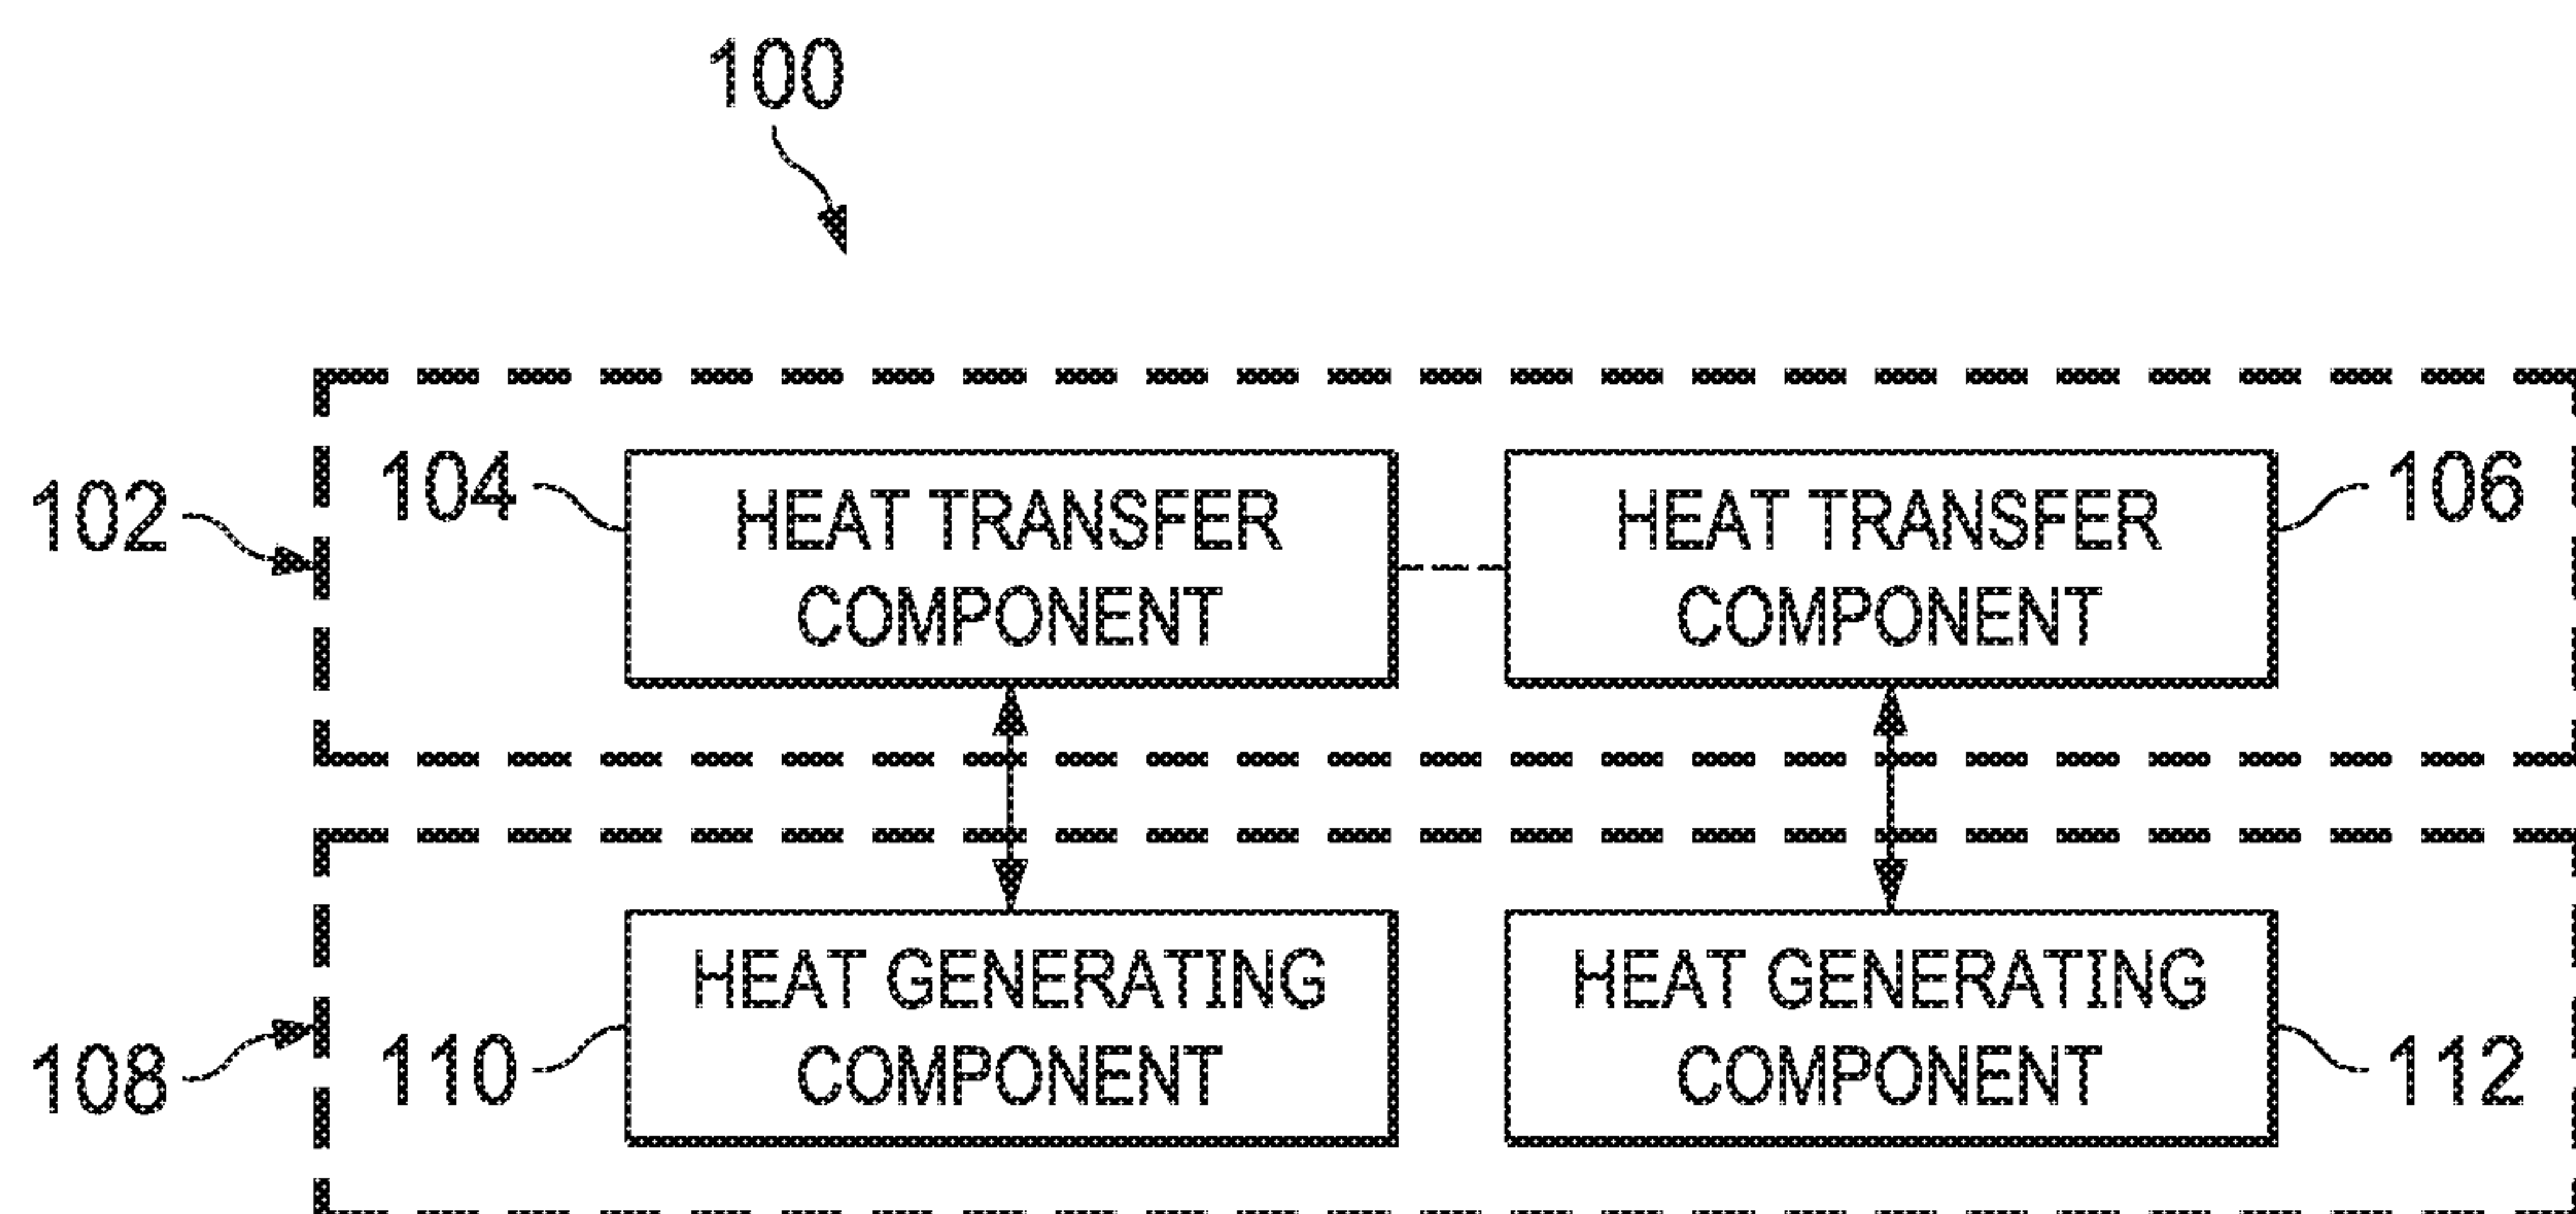 100
102
104
HEAT TRANSFER
COMPONENT
HEAT TRANSFER
COMPONENT
106
108
110
HEAT GENERATING
COMPONENT
HEAT GENERATING
COMPONENT
112